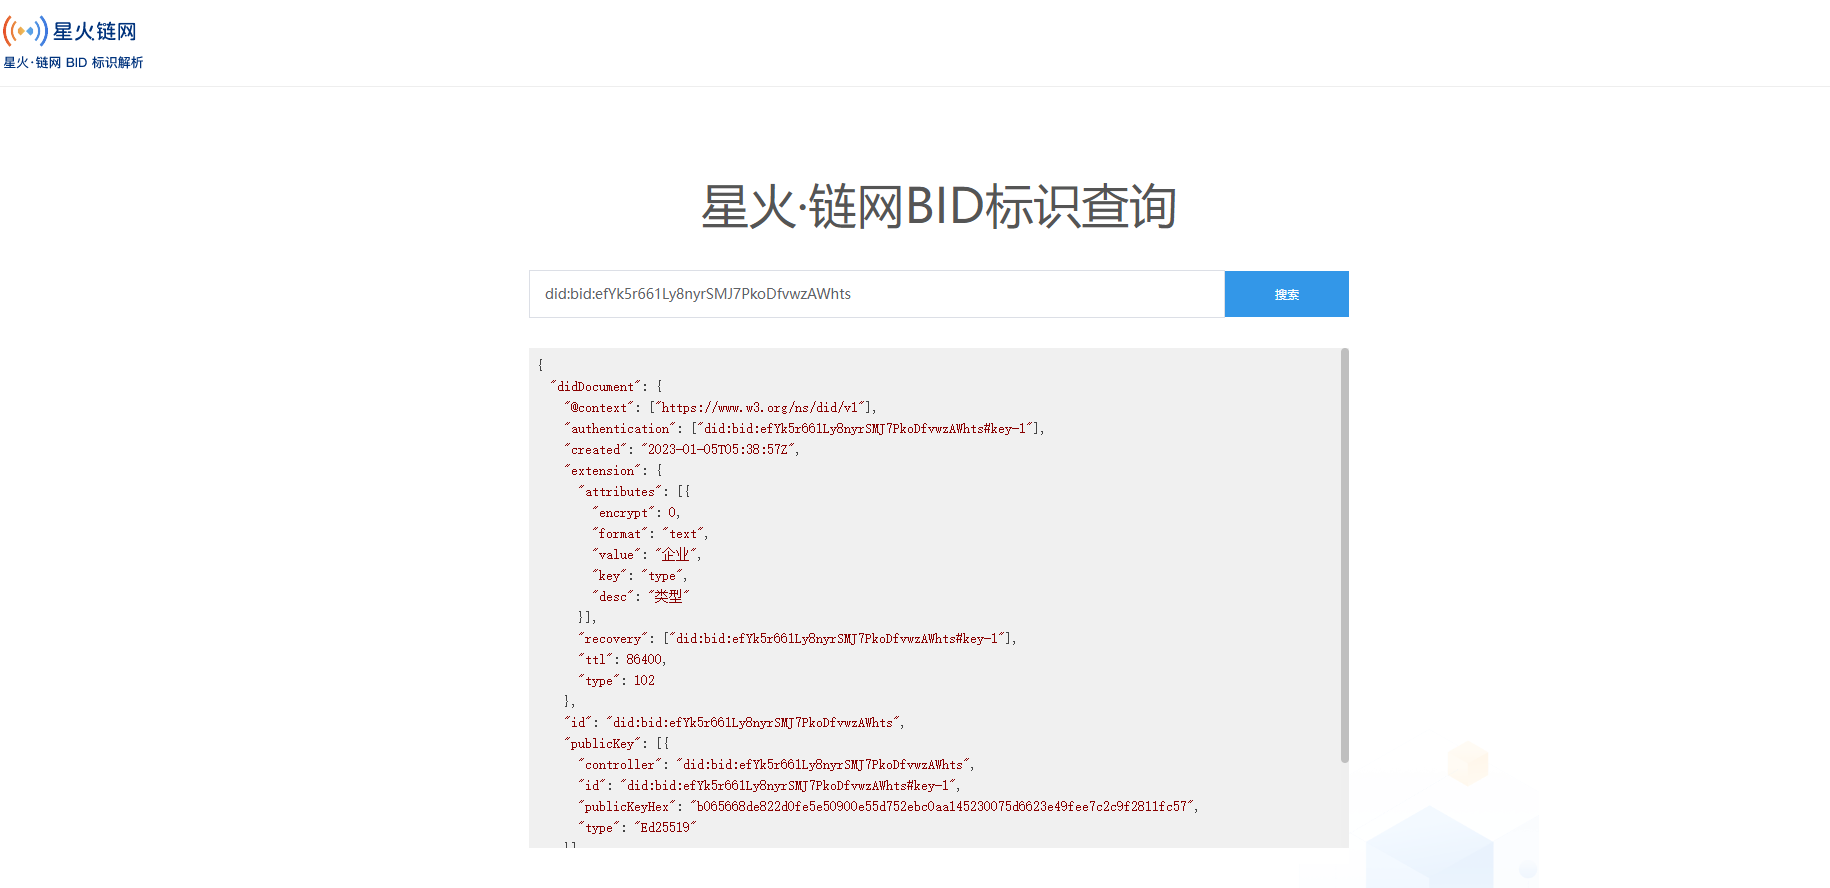 星火·链网
星火·链网 BID 标识解析
星火·链网BID标识查询
did:bid:efYk5r661Ly8nyrSMJ7PkoDfvwzAWhts
搜索
{
"didDocument": {
"@context": ["https://www.w3.org/ns/did/v1"],
"authentication": ["did:bid:efYk5r661Ly8nyrSMJ7PkoDfvwzAWhts#key-1"],
"created": "2023-01-05T05:38:57Z",
"extension": {
"attributes": [{
"encrypt": 0,
"format": "text",
"value": "企业",
"key": "type",
"desc": "类型"
}],
"recovery": ["did:bid:efYk5r661Ly8nyrSMJ7PkoDfvwzAWhts#key-1"],
"ttl": 86400,
"type": 102
},
"id": "did:bid:efYk5r661Ly8nyrSMJ7PkoDfvwzAWhts",
"publicKey": [{
"controller": "did:bid:efYk5r661Ly8nyrSMJ7PkoDfvwzAWhts",
"id": "did:bid:efYk5r661Ly8nyrSMJ7PkoDfvwzAWhts#key-1",
"publicKeyHex": "b065668de822d0fe5e50900e55d752ebc0aa145230075d6623e49fee7c2c9f2811fc57",
"type": "Ed25519"
}]